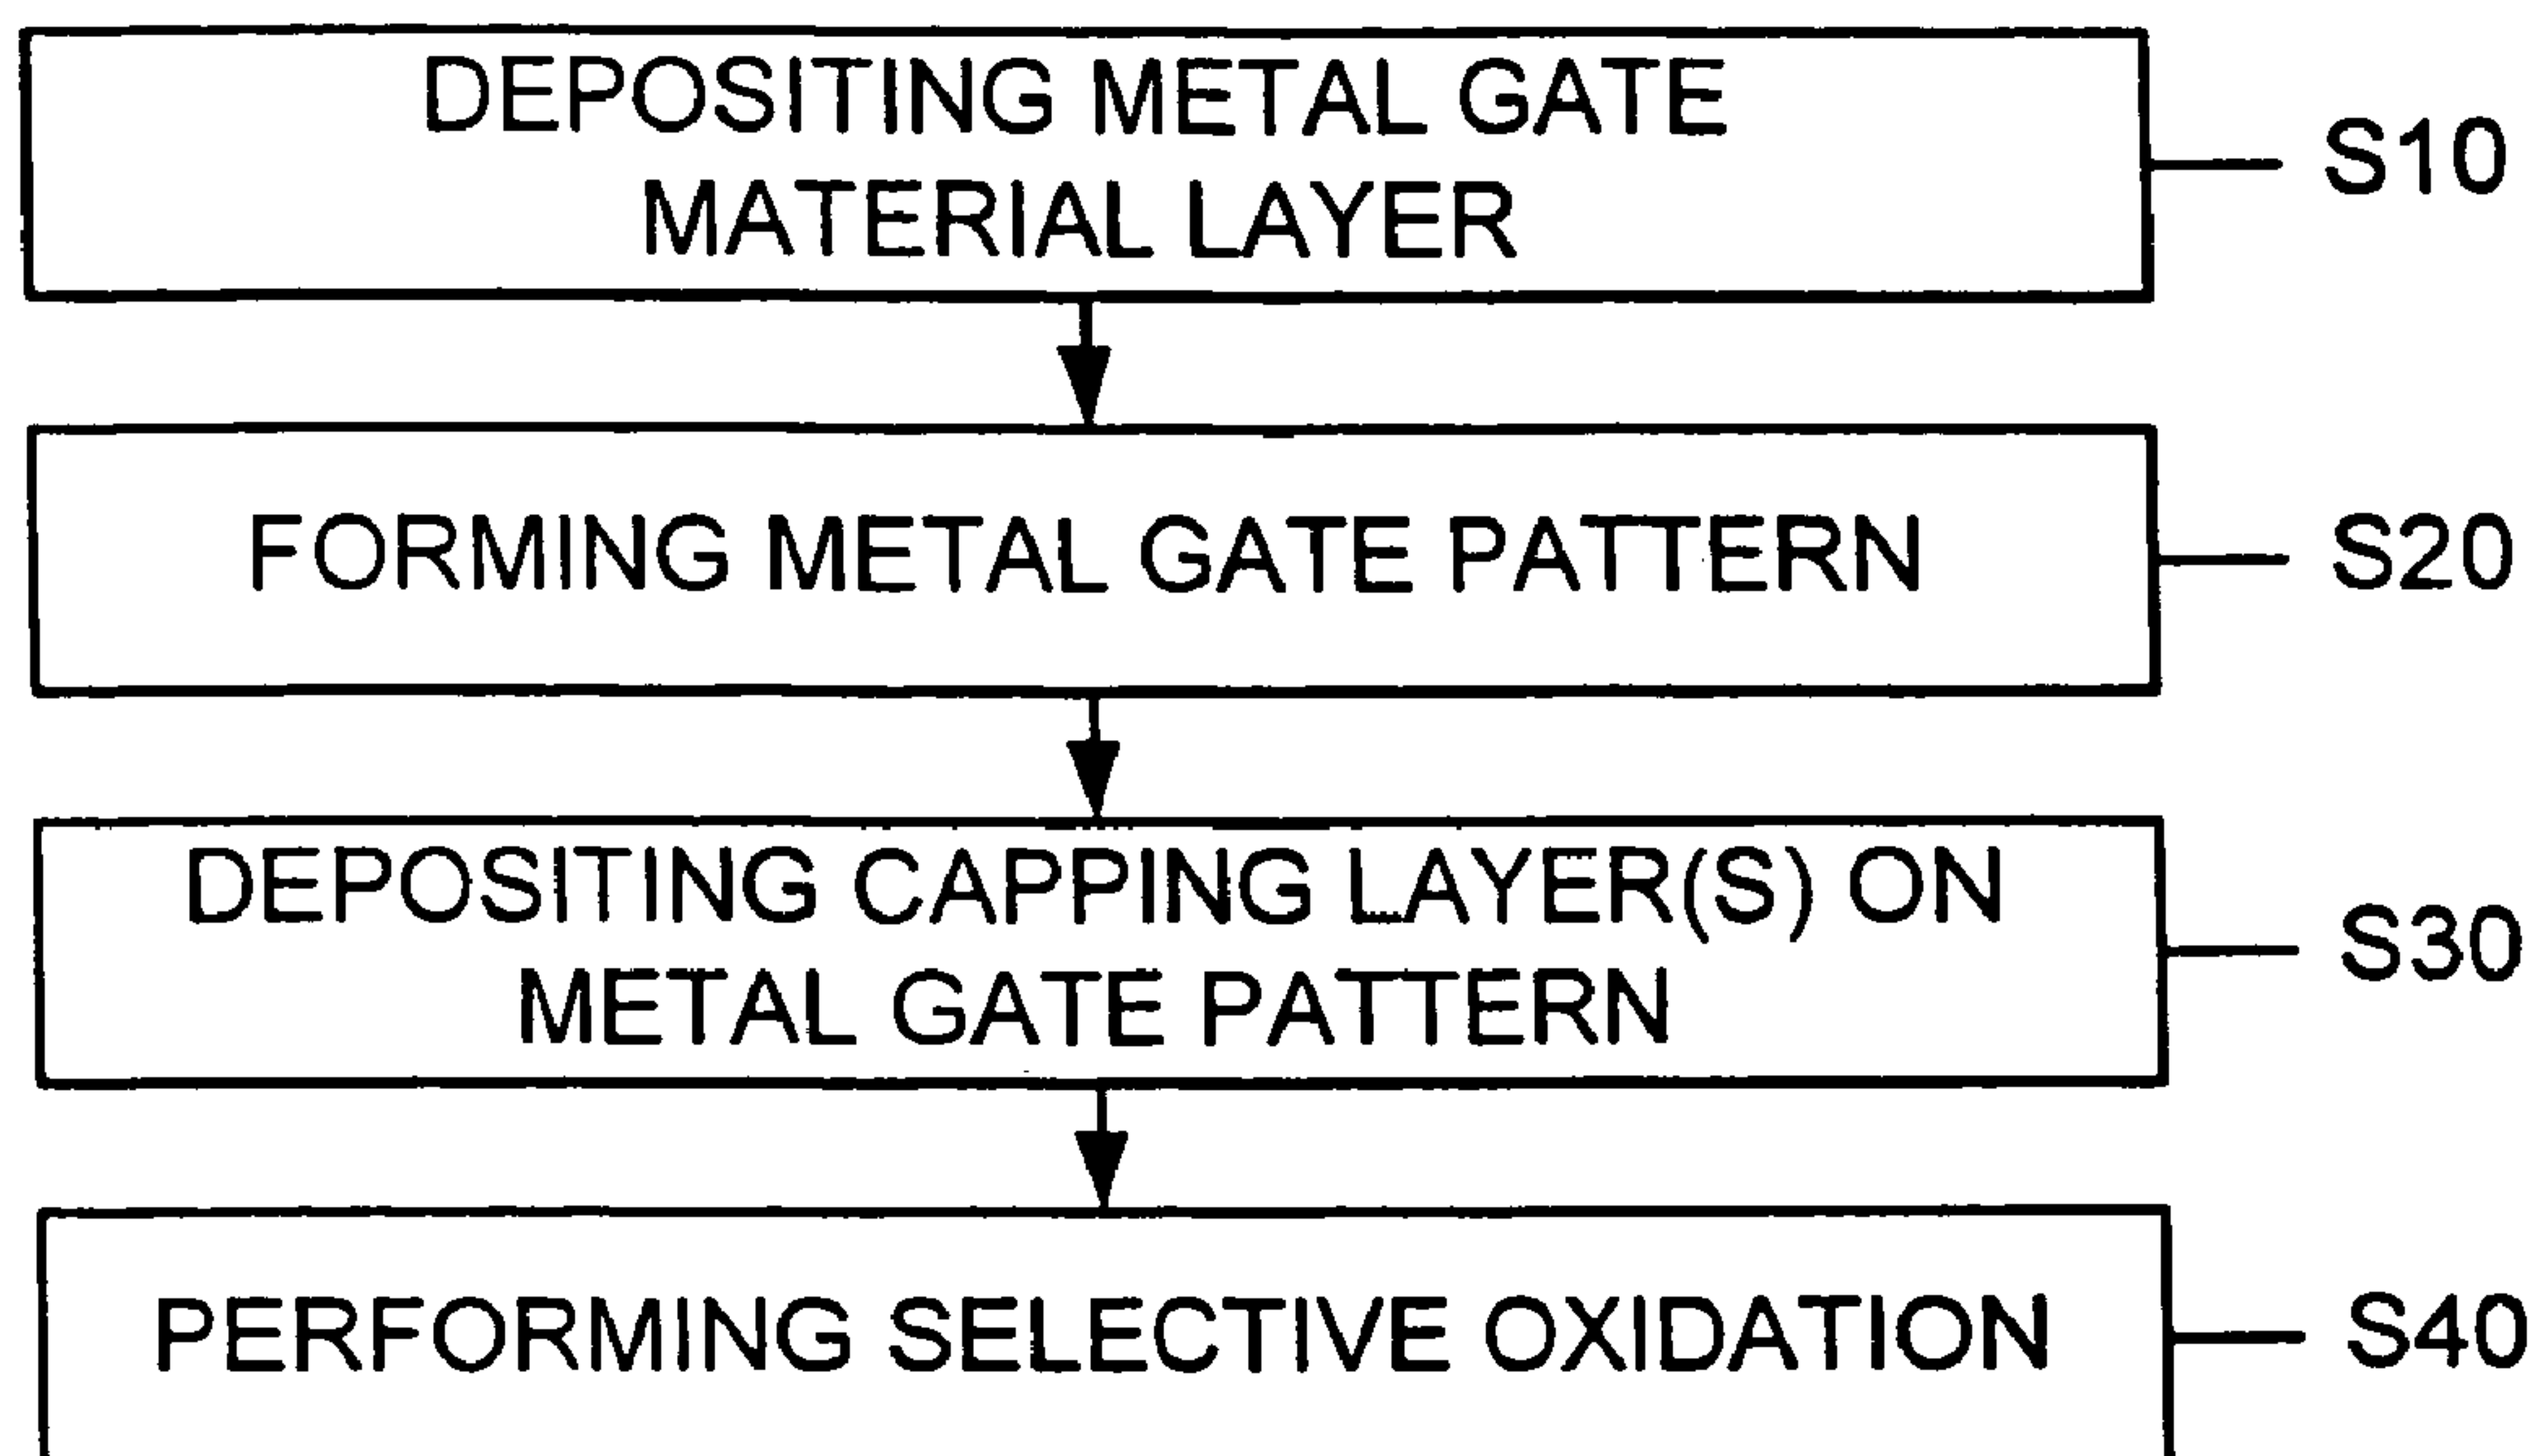 DEPOSITING METAL GATE
MATERIAL LAYER
S10
FORMING METAL GATE PATTERN
S20
DEPOSITING CAPPING LAYER(S) ON
METAL GATE PATTERN
S30
PERFORMING SELECTIVE OXIDATION
S40